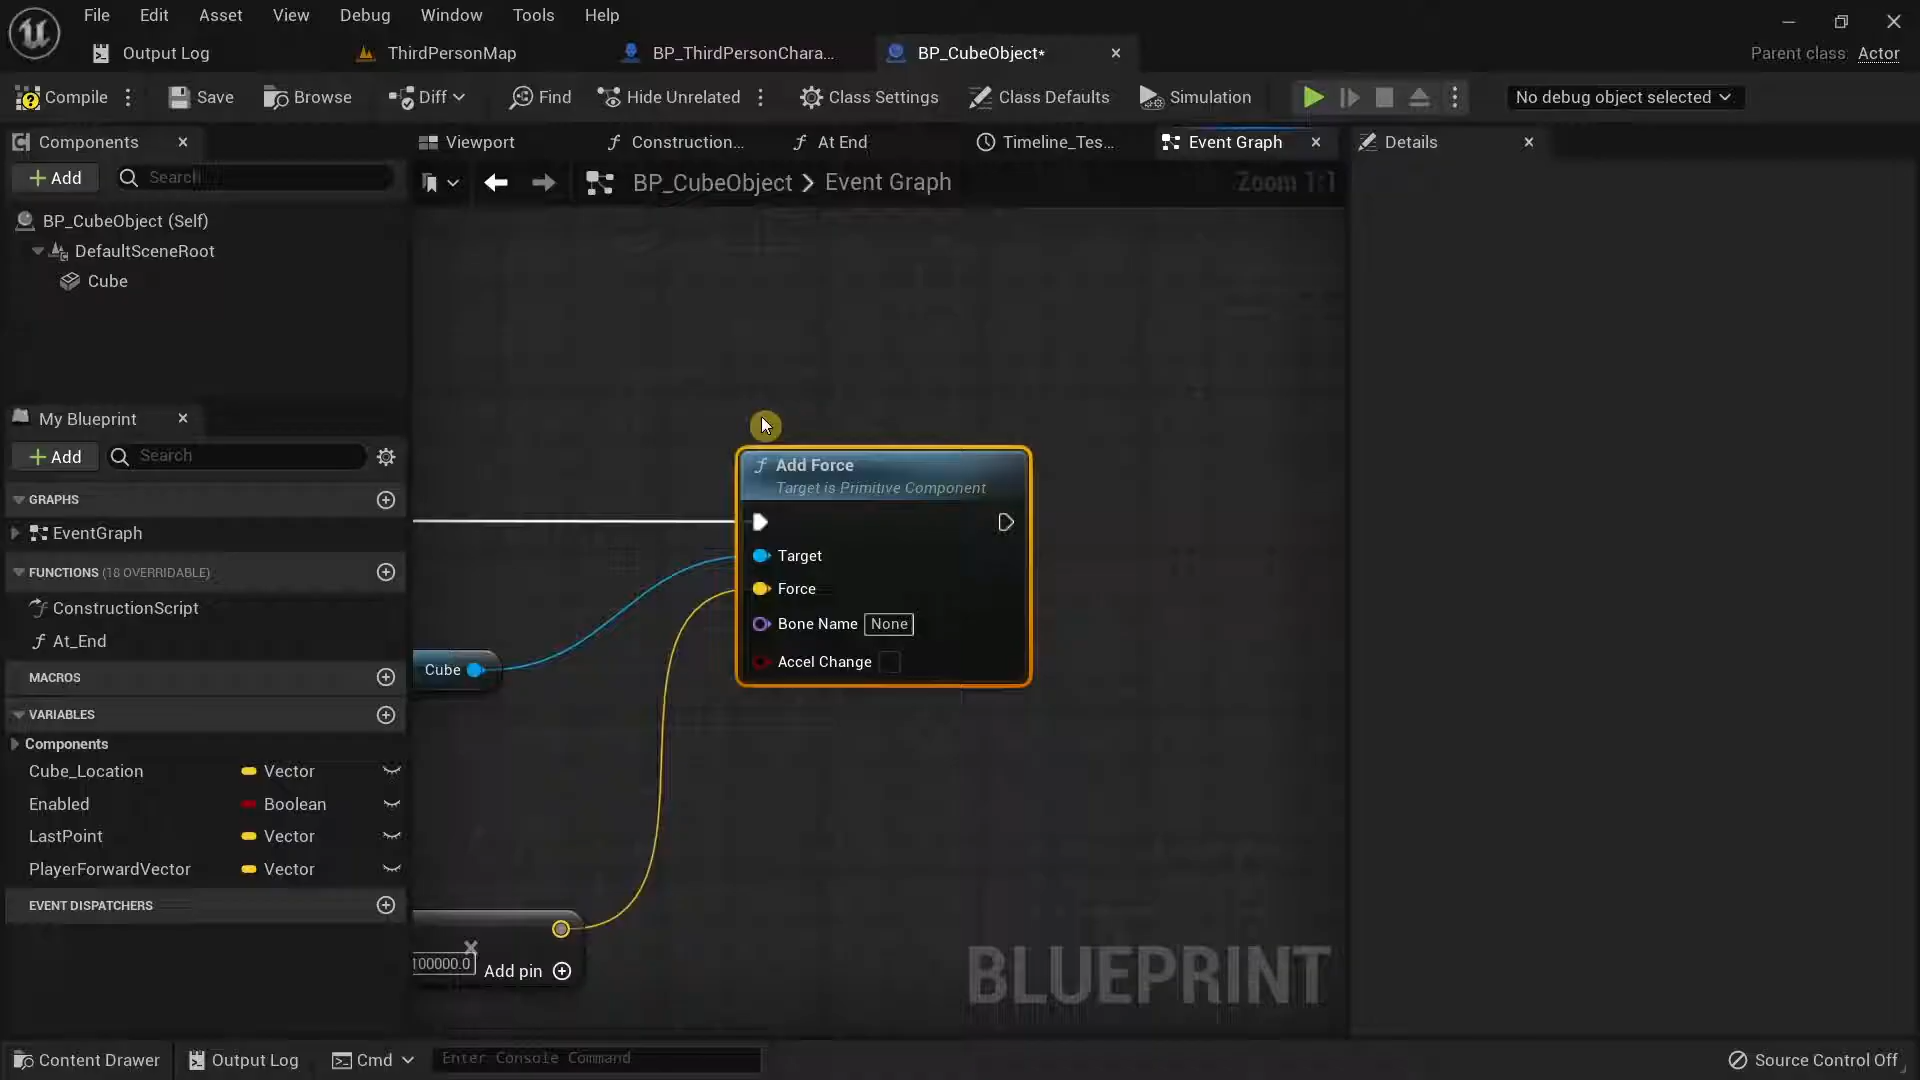 File Edit Asset View Debug Window Tools Help
Output Log ThirdPersonMap BP_ThirdPersonChara... BP_CubeObject* Parent class: Actor
Compile Save Browse Diff Find Hide Unrelated Class Settings Class Defaults Simulation No debug object selected
Components Viewport Construction... At End Timeline_Tes... Event Graph Details
Add Search BP_CubeObject > Event Graph Zoom 1:1
BP_CubeObject (Self)
DefaultSceneRoot
Cube
My Blueprint
Add Search
GRAPHS
EventGraph
FUNCTIONS (18 OVERRIDABLE)
ConstructionScript
At_End
MACROS
VARIABLES
Components
Cube_Location Vector
Enabled Boolean
LastPoint Vector
PlayerForwardVector Vector
EVENT DISPATCHERS
Add Force
Target is Primitive Component
Target
Force
Bone Name None
Accel Change
Cube
100000.0 Add pin
BLUEPRINT
Content Drawer Output Log Cmd Enter Console Command Source Control Off